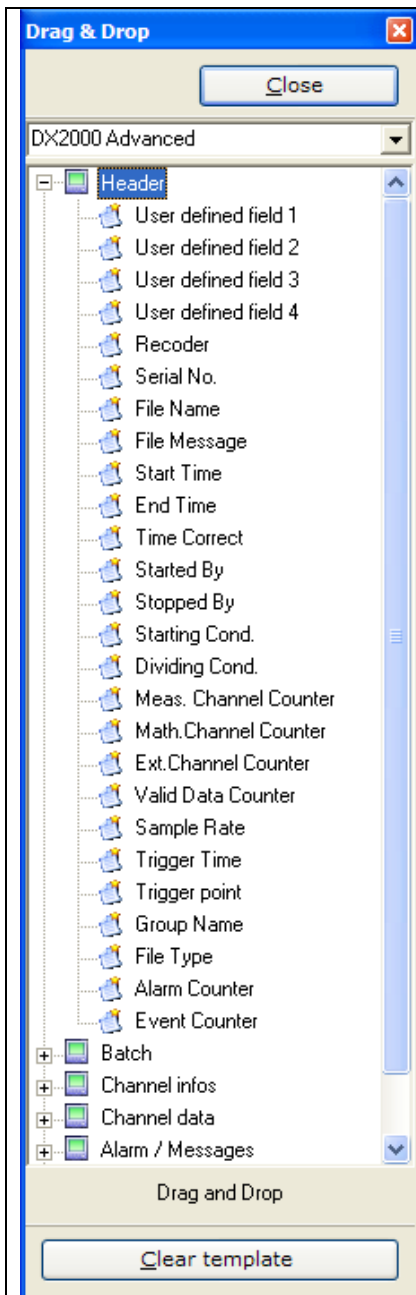 Drag & Drop
Close
DX2000 Advanced
Header
User defined field 1
User defined field 2
User defined field 3
User defined field 4
Recoder
Serial No.
File Name
File Message
Start Time
End Time
Time Correct
Started By
Stopped By
Starting Cond.
Dividing Cond.
Meas. Channel Counter
Math.Channel Counter
Ext.Channel Counter
Valid Data Counter
Sample Rate
Trigger Time
Trigger point
Group Name
File Type
Alarm Counter
Event Counter
Batch
Channel infos
Channel data
Alarm / Messages
Drag and Drop
Clear template